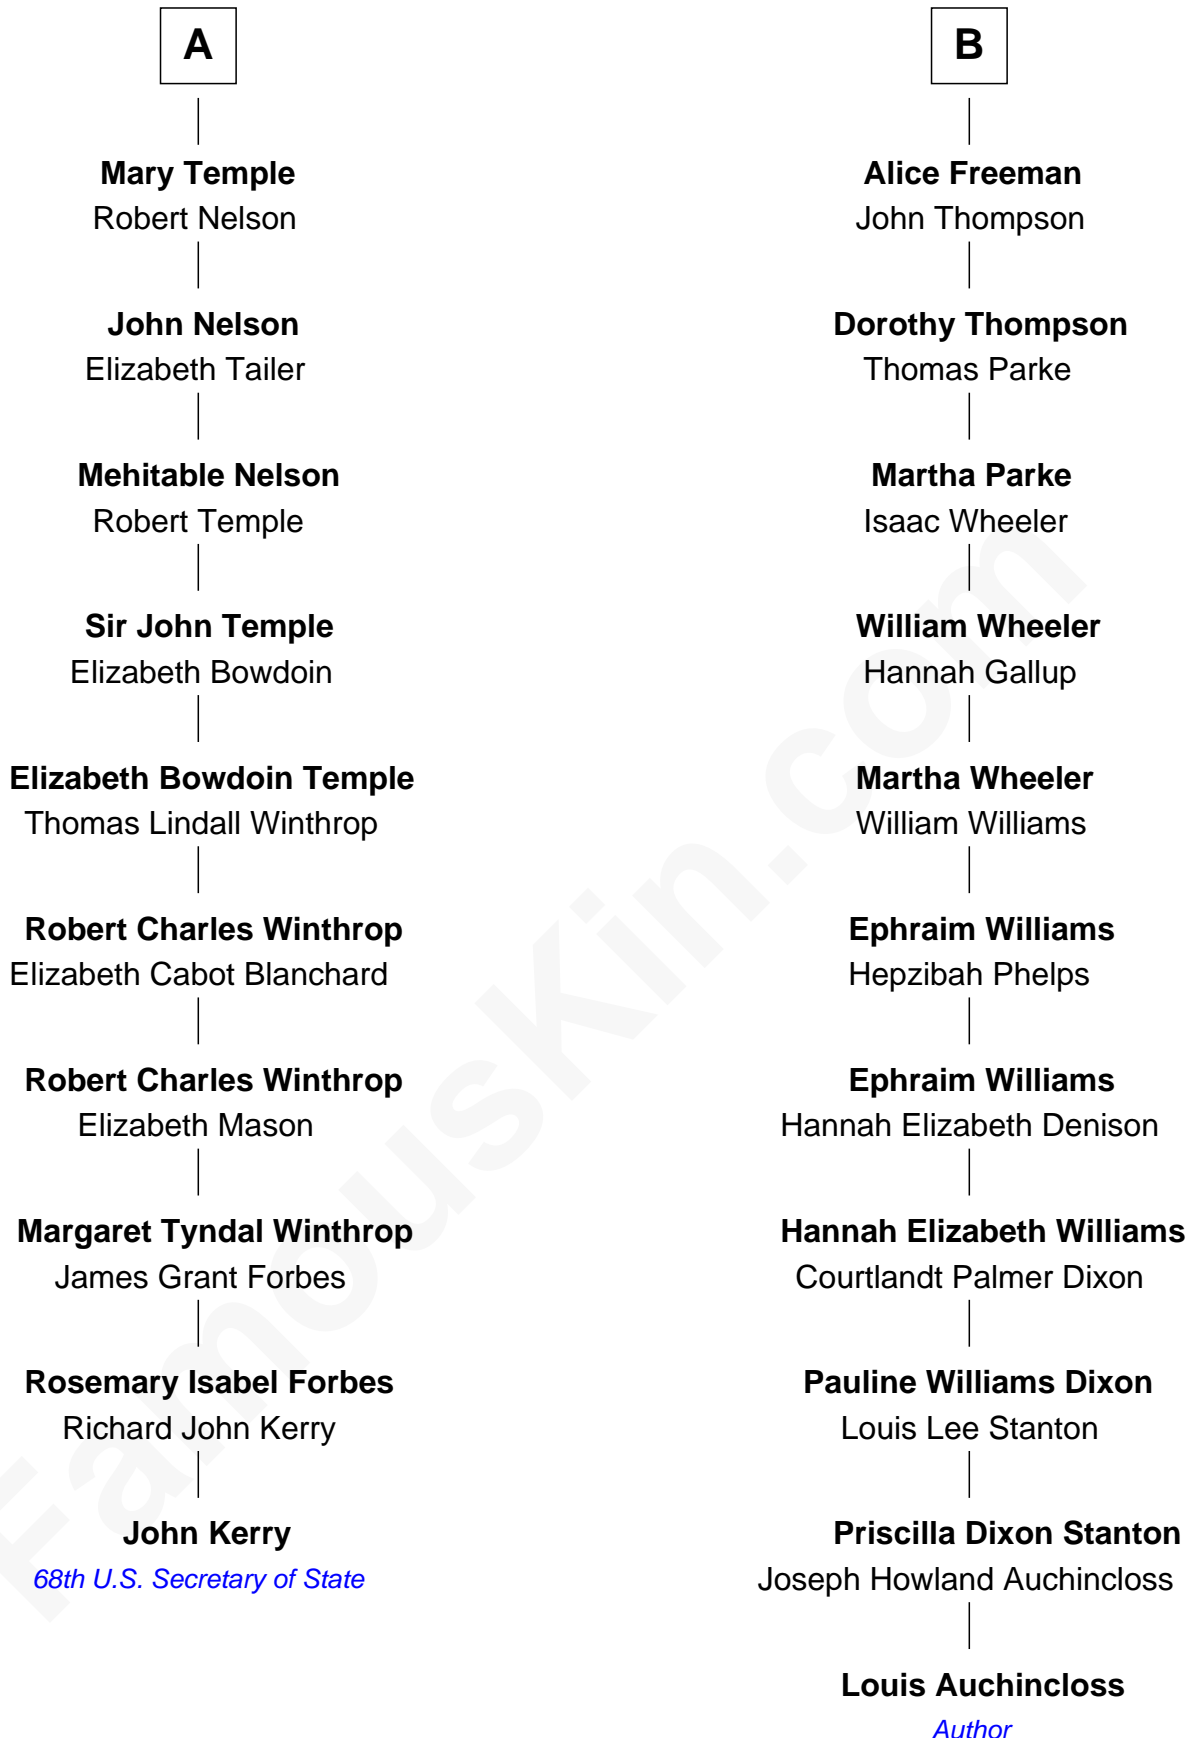 A
Mary Temple
Robert Nelson
John Nelson
Elizabeth Tailer
Mehitable Nelson
Robert Temple
Sir John Temple
Elizabeth Bowdoin
Elizabeth Bowdoin Temple
Thomas Lindall Winthrop
Robert Charles Winthrop
Elizabeth Cabot Blanchard
Robert Charles Winthrop
Elizabeth Mason
Margaret Tyndal Winthrop
James Grant Forbes
Rosemary Isabel Forbes
Richard John Kerry
John Kerry
68th U.S. Secretary of State
B
Alice Freeman
John Thompson
Dorothy Thompson
Thomas Parke
Martha Parke
Isaac Wheeler
William Wheeler
Hannah Gallup
Martha Wheeler
William Williams
Ephraim Williams
Hepzibah Phelps
Ephraim Williams
Hannah Elizabeth Denison
Hannah Elizabeth Williams
Courtlandt Palmer Dixon
Pauline Williams Dixon
Louis Lee Stanton
Priscilla Dixon Stanton
Joseph Howland Auchincloss
Louis Auchincloss
Author
FamousKin.com